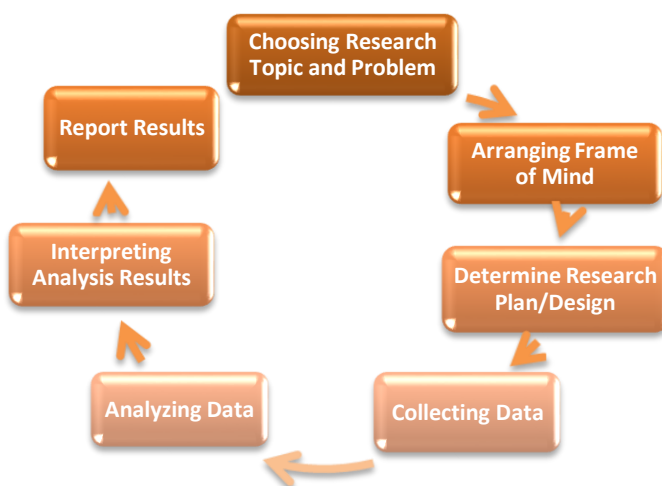 Choosing Research
Topic and Problem
Arranging Frame
of Mind
Determine Research
Plan/Design
Collecting Data
Analyzing Data
Interpreting
Analysis Results
Report Results